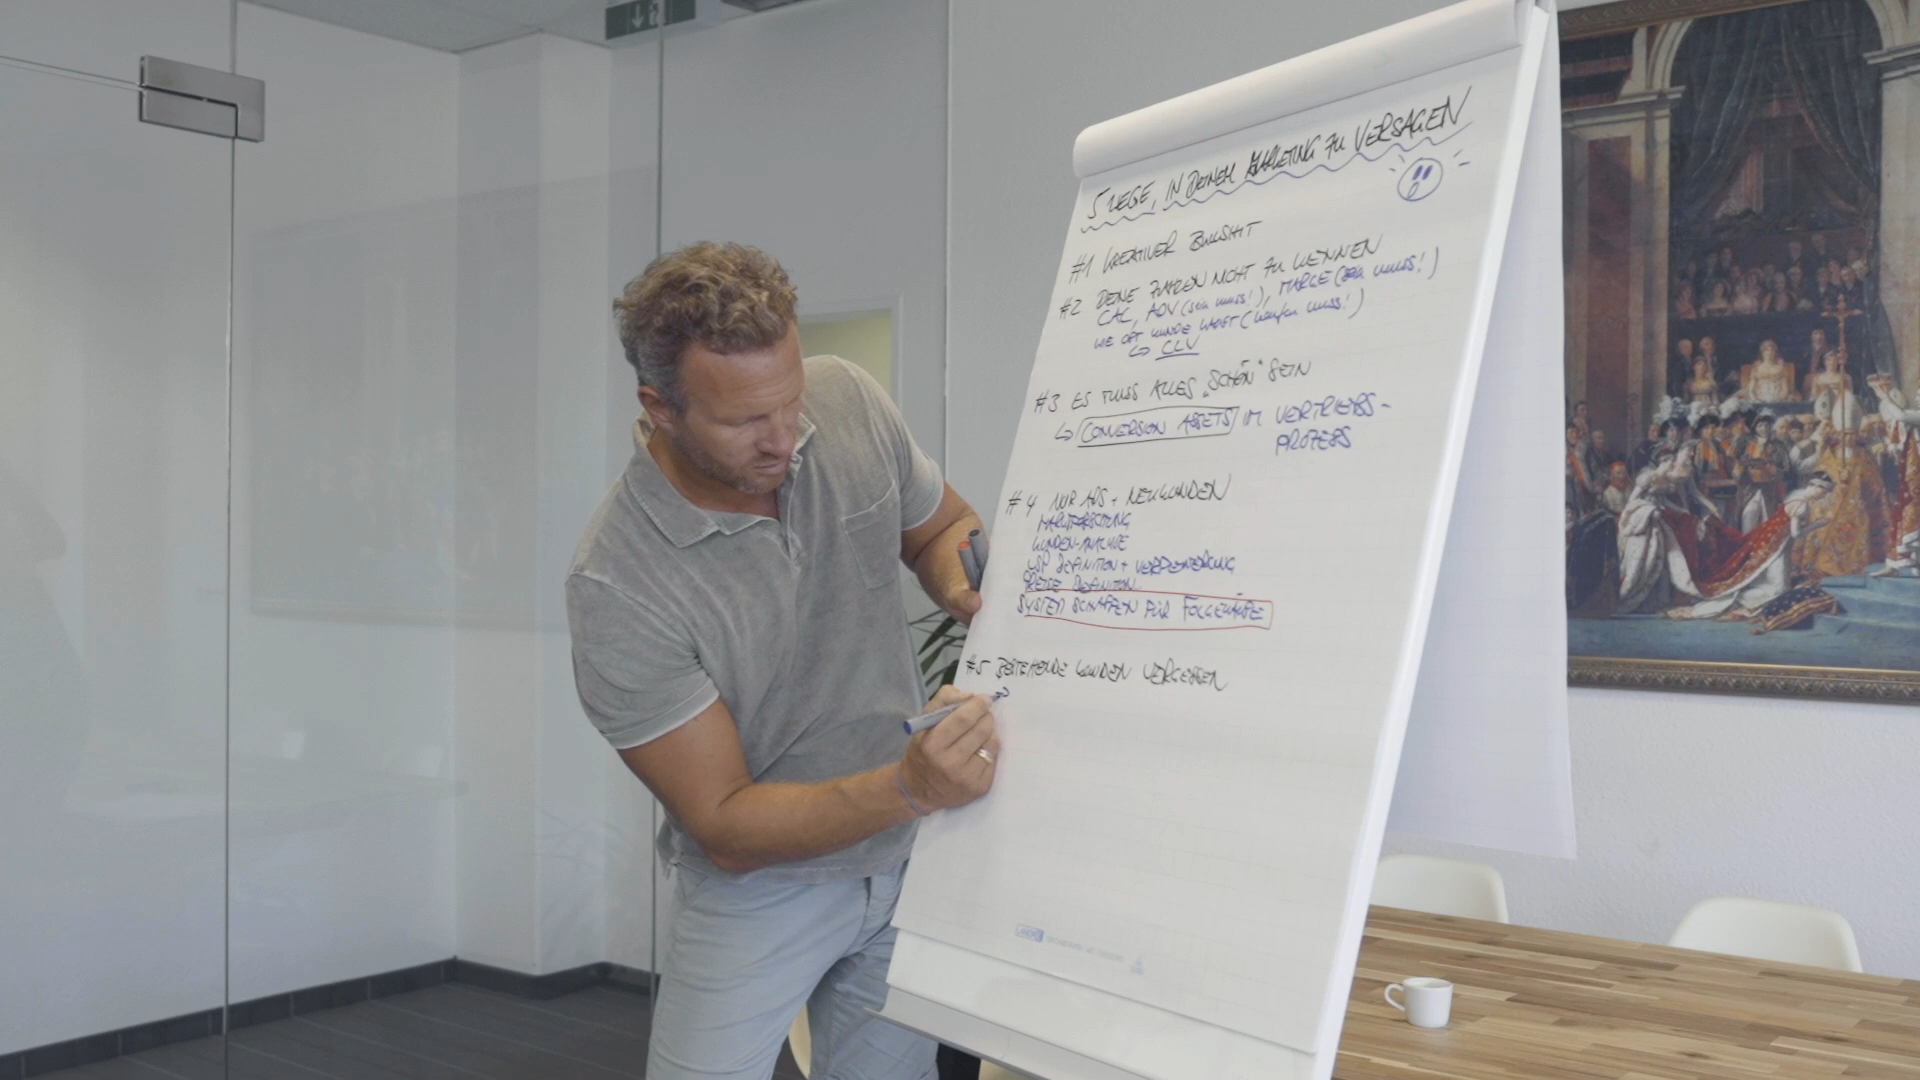 5 WEGE, IN DEINEM MARKETING ZU VERSAGEN
#1 KREATIVER BULLSHIT
#2 DEINE ZAHLEN NICHT ZU KENNEN
CAC, AOV (sein muss!), MARGE (sein muss!)
WIE OFT KUNDE KAUFT (kaufen muss!)
↳ CLV
#3 ES MUSS ALLES „SCHÖN" SEIN
↳ CONVERSION ASSETS IM VERTRIEBS-
PROZESS
#4 NUR ADS + NEUKUNDEN
MARKTFORSCHUNG
KUNDEN-ANALYSE
USP DEFINITION + VERFEINERUNG
PREISE DEFINITION
SYSTEM SCHAFFEN FÜR FOLGEKÄUFE
#5 BESTEHENDE KUNDEN VERGESSEN